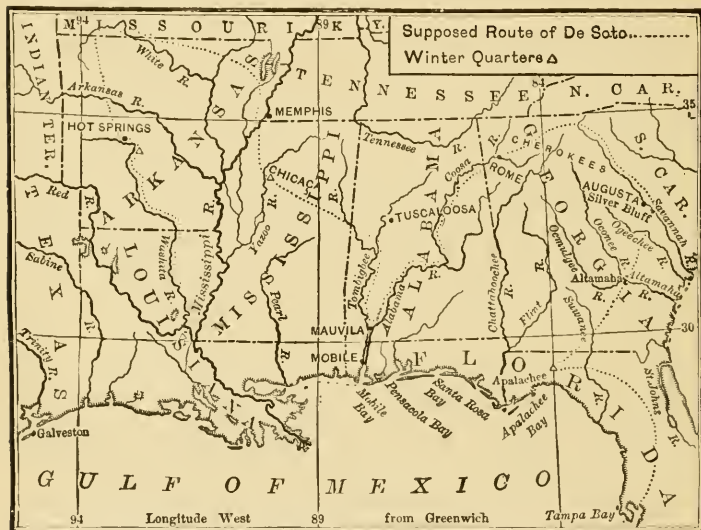 94
MISSOURI
89
KY.
Supposed Route of De Soto
Winter Quarters
INDIAN TER.
White R.
TENNESSEE
N. CAR.
84
35
Arkansas R.
MEMPHIS
HOT SPRINGS
ARKANSAS
Tennessee R.
CHEROKEES
S. CAR.
CHICACA
Coosa R.
ROME
AUGUSTA
Silver Bluff
Savannah R.
Red R.
MISSISSIPPI
ALABAMA
GEORGIA
TUSCALOOSA
Yazoo R.
Oconee
Ogeechee
Ocmulgee
Altamaha
Altamaha R.
Washita R.
Mississippi R.
Tombigbee
Alabama R.
Chattahoochee R.
Flint R.
Suwanee R.
TEXAS
Sabine R.
LOUISIANA
Pearl R.
MAUVILA
30
Trinity R.
MOBILE
FLORIDA
Apalachee
St. Johns R.
Mobile Bay
Pensacola Bay
Santa Rosa Bay
Apalachee Bay
Galveston
GULF OF MEXICO
Tampa Bay
94
Longitude West
89
from Greenwich